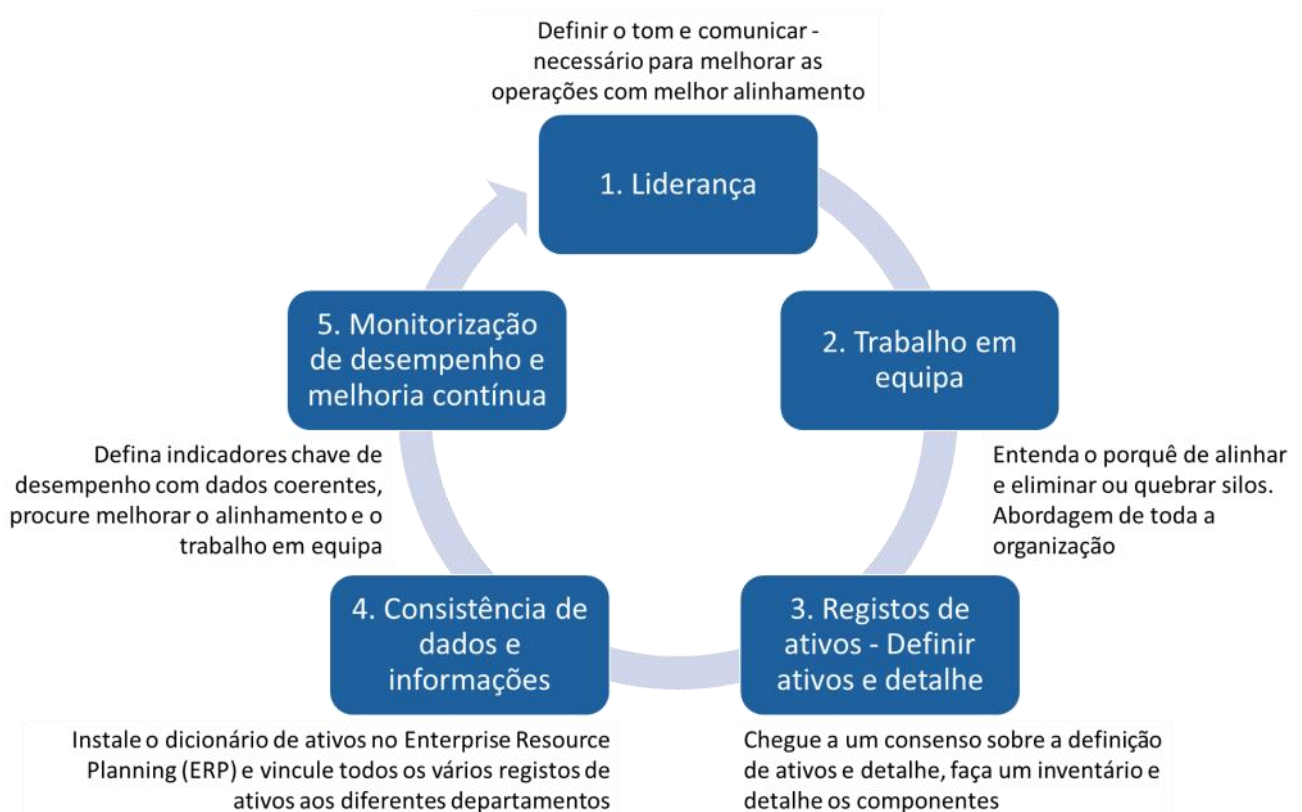 Definir o tom e comunicar -
necessário para melhorar as
operações com melhor alinhamento
1. Liderança
2. Trabalho em
equipa
Entenda o porquê de alinhar
e eliminar ou quebrar silos.
Abordagem de toda a
organização
3. Registos de
ativos - Definir
ativos e detalhe
Chegue a um consenso sobre a definição
de ativos e detalhe, faça um inventário e
detalhe os componentes
4. Consistência de
dados e
informações
Instale o dicionário de ativos no Enterprise Resource
Planning (ERP) e vincule todos os vários registos de
ativos aos diferentes departamentos
5. Monitorização
de desempenho e
melhoria contínua
Defina indicadores chave de
desempenho com dados coerentes,
procure melhorar o alinhamento e o
trabalho em equipa